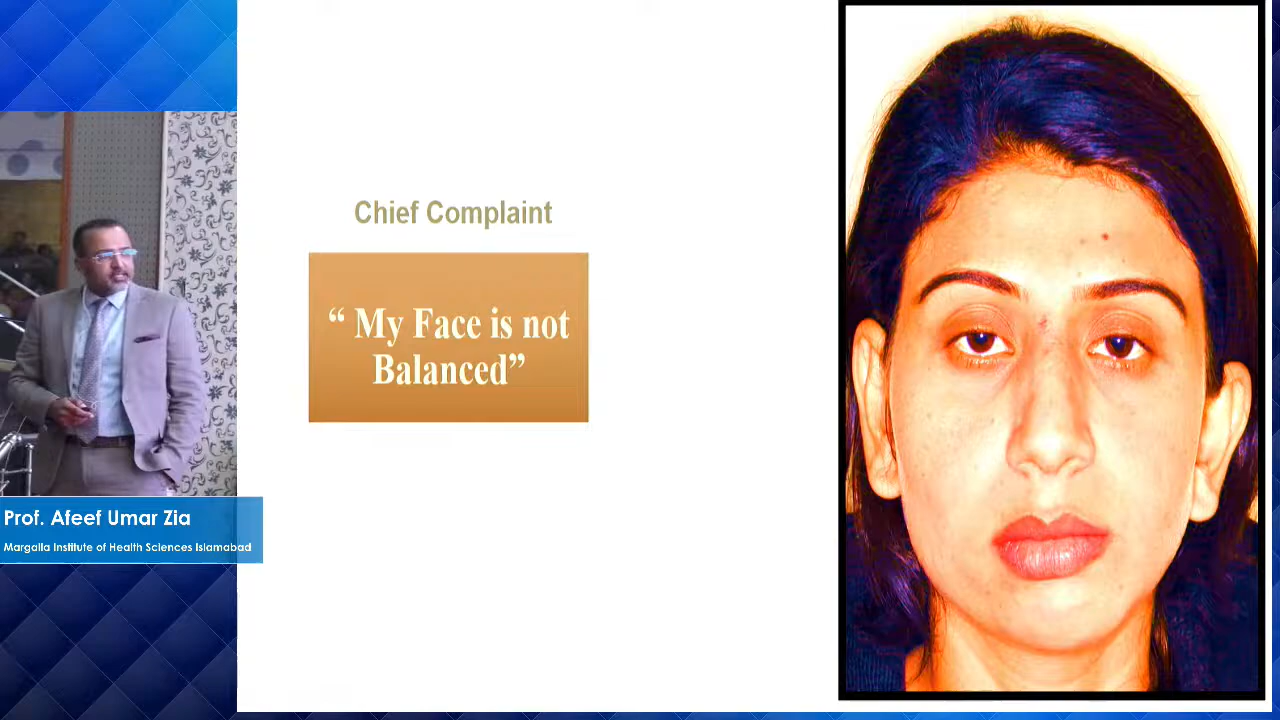 Chief Complaint
“ My Face is not
Balanced”
Prof. Afeef Umar Zia
Margalla Institute of Health Sciences Islamabad